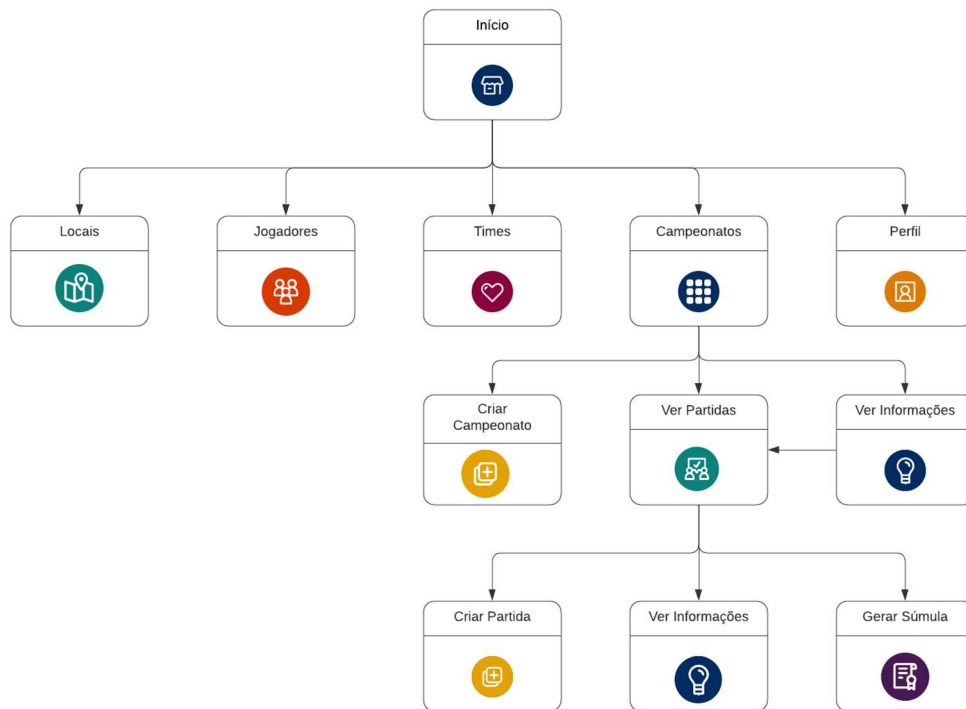 Início
Locais
Jogadores
Times
Campeonatos
Perfil
Criar
Campeonato
Ver Partidas
Ver Informações
Criar Partida
Ver Informações
Gerar Súmula